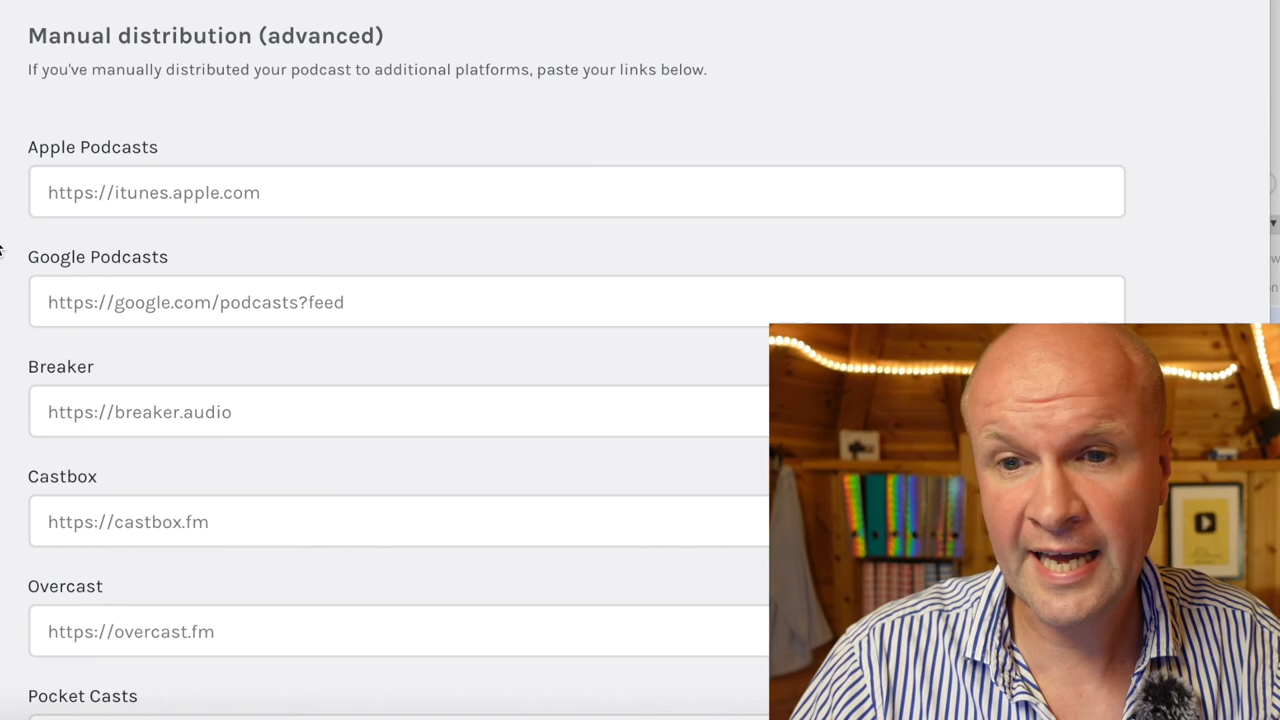 Manual distribution (advanced)
If you've manually distributed your podcast to additional platforms, paste your links below.
Apple Podcasts
https://itunes.apple.com
Google Podcasts
https://google.com/podcasts?feed
Breaker
https://breaker.audio
Castbox
https://castbox.fm
Overcast
https://overcast.fm
Pocket Casts